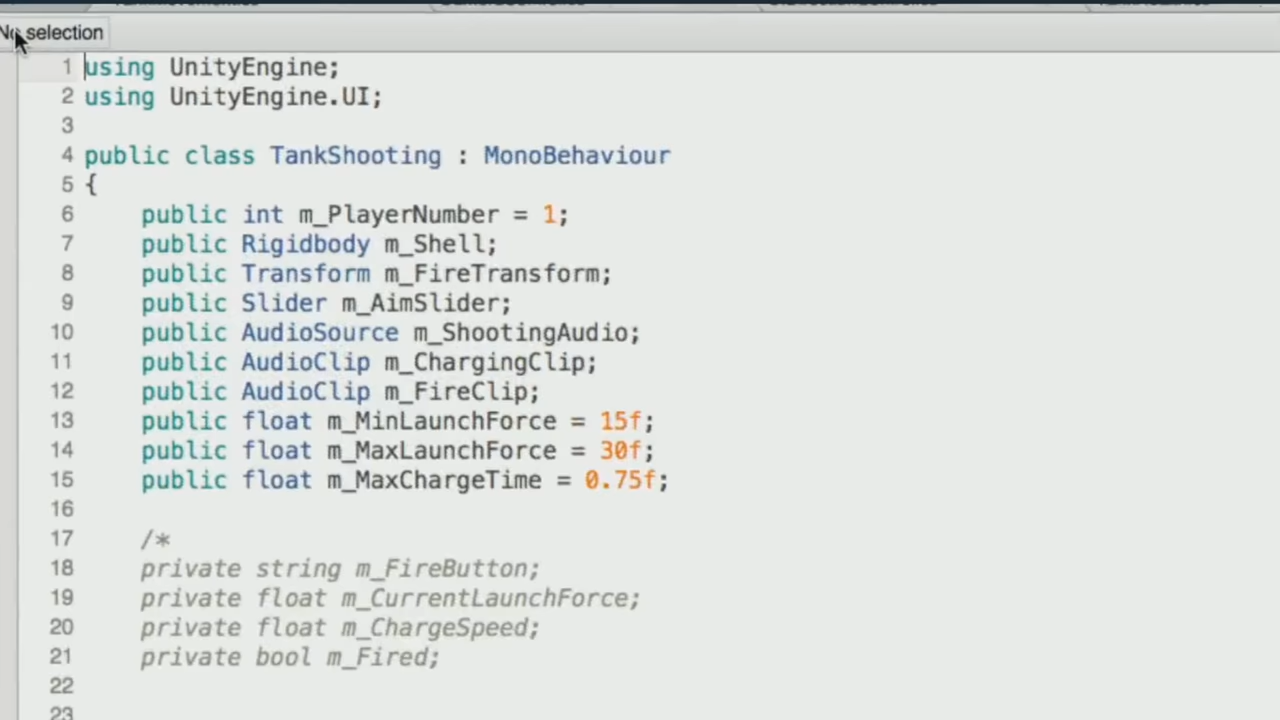 No selection
1 using UnityEngine;
2 using UnityEngine.UI;
3
4 public class TankShooting : MonoBehaviour
5 {
6 public int m_PlayerNumber = 1;
7 public Rigidbody m_Shell;
8 public Transform m_FireTransform;
9 public Slider m_AimSlider;
10 public AudioSource m_ShootingAudio;
11 public AudioClip m_ChargingClip;
12 public AudioClip m_FireClip;
13 public float m_MinLaunchForce = 15f;
14 public float m_MaxLaunchForce = 30f;
15 public float m_MaxChargeTime = 0.75f;
16
17 /*
18 private string m_FireButton;
19 private float m_CurrentLaunchForce;
20 private float m_ChargeSpeed;
21 private bool m_Fired;
22
23